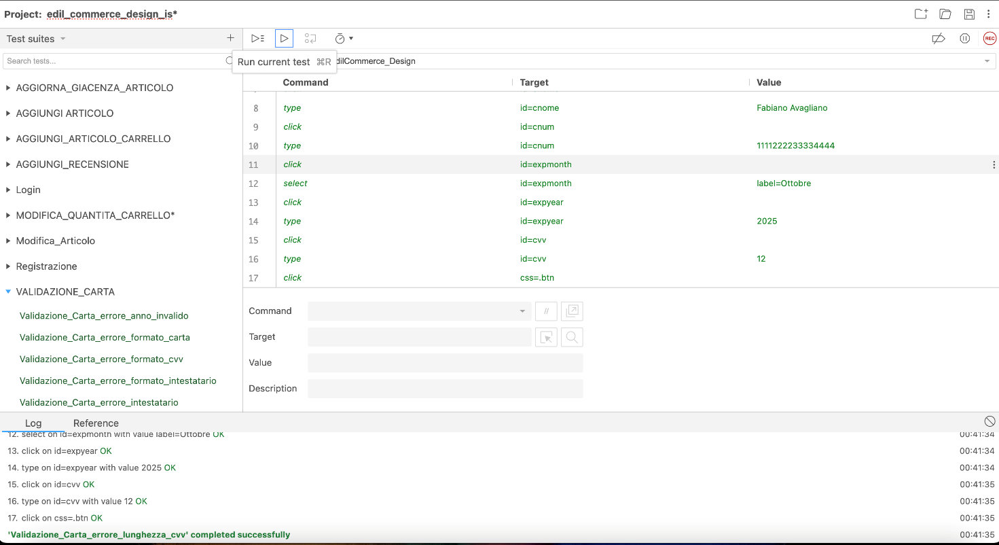 Project: edil_commerce_design_is*
Test suites
Search tests...
Run current test ⌘R
dilCommerce_Design
REC
AGGIORNA_GIACENZA_ARTICOLO
AGGIUNGI ARTICOLO
AGGIUNGI_ARTICOLO_CARRELLO
AGGIUNGI_RECENSIONE
Login
MODIFICA_QUANTITA_CARRELLO*
Modifica_Articolo
Registrazione
VALIDAZIONE_CARTA
Validazione_Carta_errore_anno_invalido
Validazione_Carta_errore_formato_carta
Validazione_Carta_errore_formato_cvv
Validazione_Carta_errore_formato_intestatario
Validazione_Carta_errore_intestatario
Command Target Value
8 type id=cnome Fabiano Avagliano
9 click id=cnum
10 type id=cnum 1111222233334444
11 click id=expmonth
12 select id=expmonth label=Ottobre
13 click id=expyear
14 type id=expyear 2025
15 click id=cvv
16 type id=cvv 12
17 click css=.btn
Command //
Target
Value
Description
Log Reference
12. select on id=expmonth with value label=Ottobre OK 00:41:34
13. click on id=expyear OK 00:41:34
14. type on id=expyear with value 2025 OK 00:41:34
15. click on id=cvv OK 00:41:35
16. type on id=cvv with value 12 OK 00:41:35
17. click on css=.btn OK 00:41:35
'Validazione_Carta_errore_lunghezza_cvv' completed successfully 00:41:35